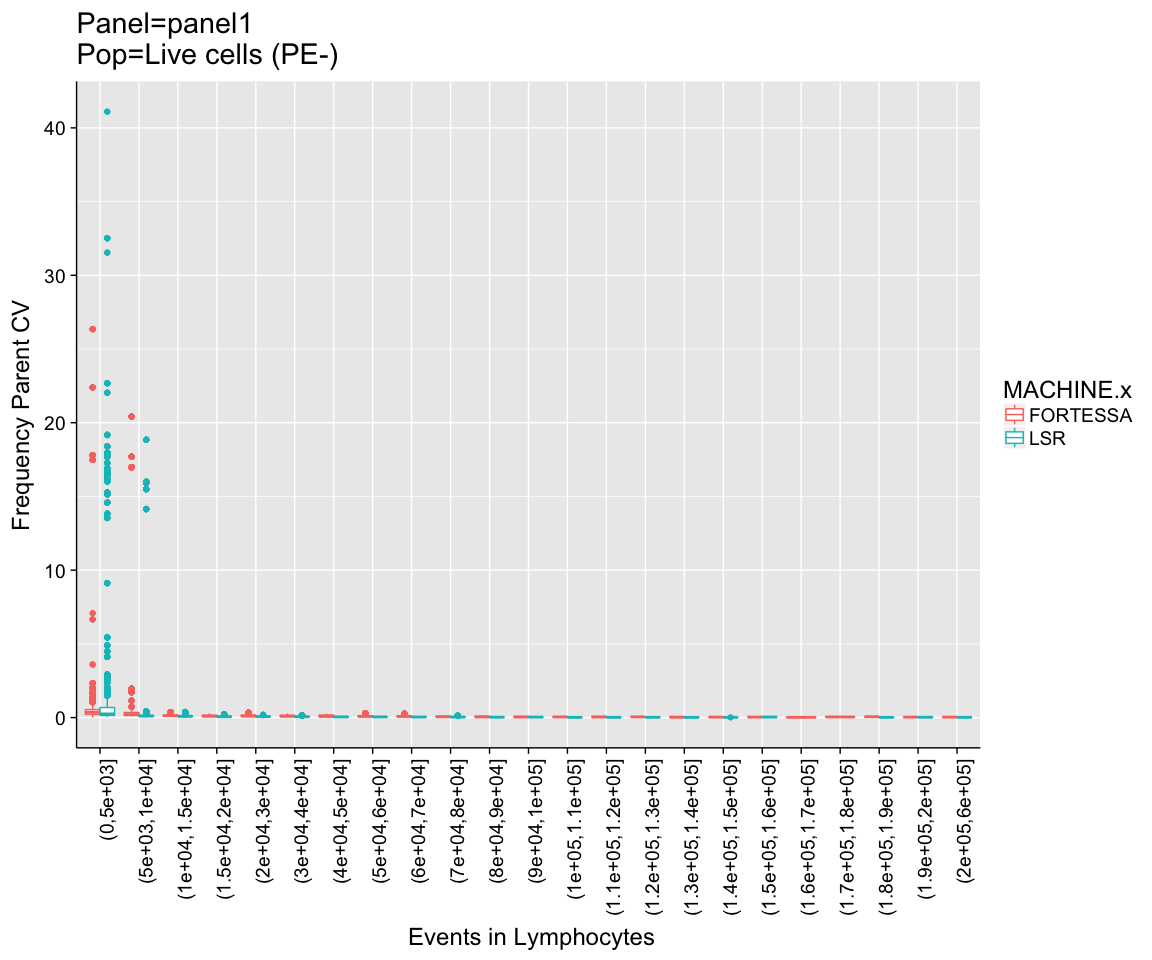 Panel=panel1
Pop=Live cells (PE-)
Frequency Parent CV
40
30
20
10
0
(0,5e+03]
(5e+03,1e+04]
(1e+04,1.5e+04]
(1.5e+04,2e+04]
(2e+04,3e+04]
(3e+04,4e+04]
(4e+04,5e+04]
(5e+04,6e+04]
(6e+04,7e+04]
(7e+04,8e+04]
(8e+04,9e+04]
(9e+04,1e+05]
(1e+05,1.1e+05]
(1.1e+05,1.2e+05]
(1.2e+05,1.3e+05]
(1.3e+05,1.4e+05]
(1.4e+05,1.5e+05]
(1.5e+05,1.6e+05]
(1.6e+05,1.7e+05]
(1.7e+05,1.8e+05]
(1.8e+05,1.9e+05]
(1.9e+05,2e+05]
(2e+05,6e+05]
Events in Lymphocytes
MACHINE.x
FORTESSA
LSR